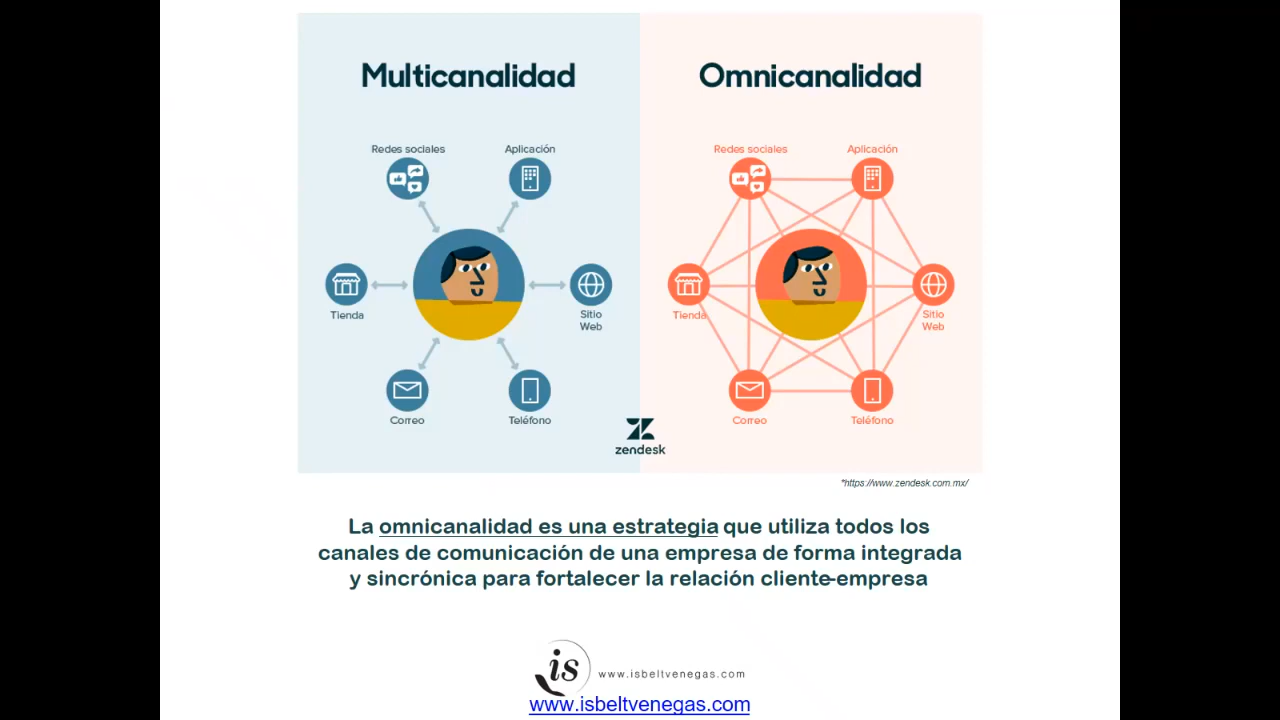 Multicanalidad
Redes sociales
Aplicación
Tienda
Sitio
Web
Correo
Teléfono
Omnicanalidad
Redes sociales
Aplicación
Tienda
Sitio
Web
Correo
Teléfono
zendesk
*https://www.zendesk.com.mx/
La omnicanalidad es una estrategia que utiliza todos los
canales de comunicación de una empresa de forma integrada
y sincrónica para fortalecer la relación cliente-empresa
is
www.isbeltvenegas.com
www.isbeltvenegas.com